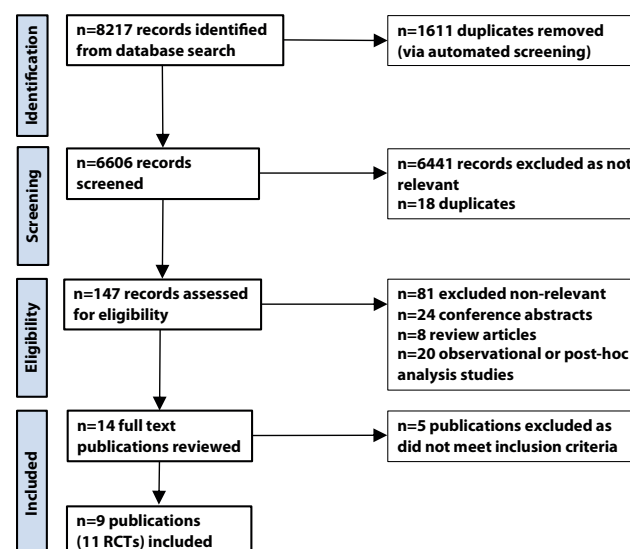 Identification
n=8217 records identified
from database search
n=1611 duplicates removed
(via automated screening)
Screening
n=6606 records
screened
n=6441 records excluded as not
relevant
n=18 duplicates
Eligibility
n=147 records assessed
for eligibility
n=81 excluded non-relevant
n=24 conference abstracts
n=8 review articles
n=20 observational or post-hoc
analysis studies
Included
n=14 full text
publications reviewed
n=5 publications excluded as
did not meet inclusion criteria
n=9 publications
(11 RCTs) included